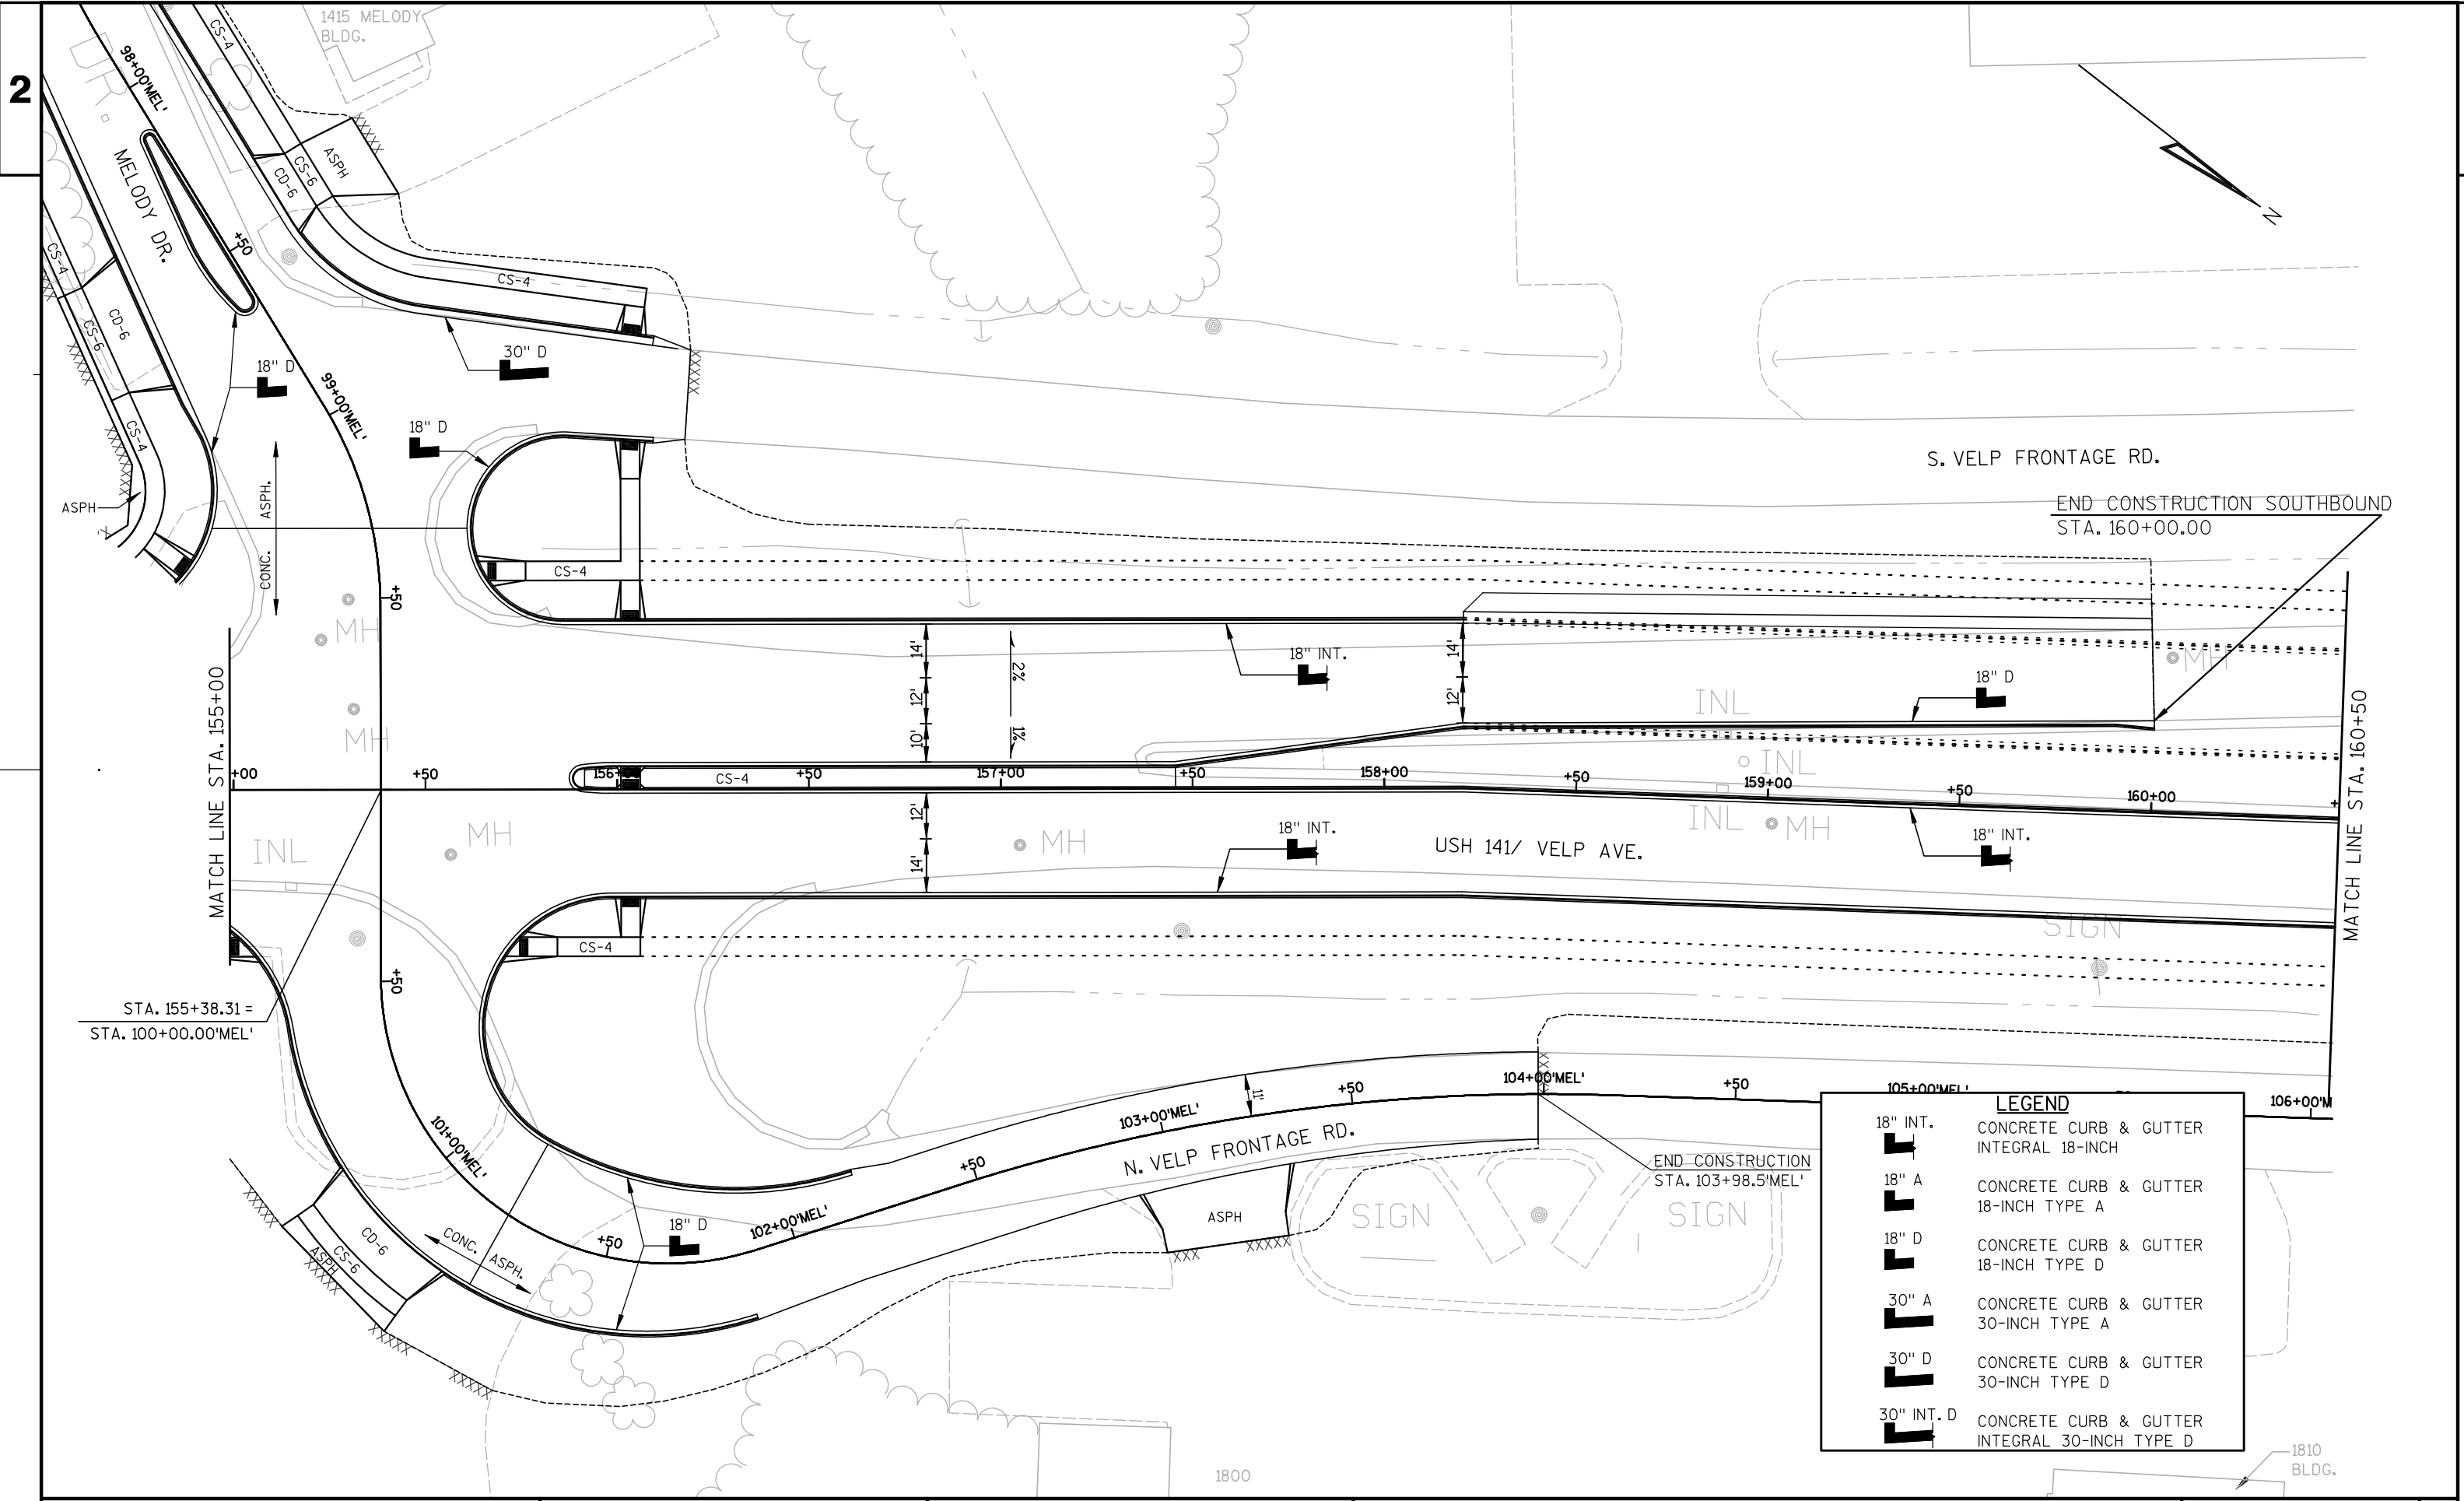 2
1415 MELODY
BLDG.
98+00'MEL'
CS-4
CS-6
CD-6
ASPH
MELODY DR.
+50
CS-4
CS-4
CS-6
CD-6
CS-4
18" D
30" D
99+00'MEL'
18" D
ASPH
ASPH.
CONC.
N
S. VELP FRONTAGE RD.
END CONSTRUCTION SOUTHBOUND
STA. 160+00.00
CS-4
+50
MH
MH
14'
12'
10'
2%
1%
18" INT.
14'
12'
INL
18" D
MH
INL
MATCH LINE STA. 155+00
MATCH LINE STA. 160+50
+00
+50
156+00
CS-4
+50
157+00
+50
158+00
+50
159+00
+50
160+00
+
INL
MH
12'
14'
MH
18" INT.
USH 141/ VELP AVE.
INL
MH
18" INT.
SIGN
CS-4
+50
STA. 155+38.31 =
STA. 100+00.00'MEL'
101+00'MEL'
+50
102+00'MEL'
+50
103+00'MEL'
11'
+50
104+00'MEL'
+50
105+00'MEL'
106+00'M
N. VELP FRONTAGE RD.
END CONSTRUCTION
STA. 103+98.5'MEL'
ASPH
SIGN
SIGN
18" D
CONC.
ASPH.
CD-6
CS-6
ASPH
1800
1810
BLDG.
LEGEND
18" INT.
CONCRETE CURB & GUTTER
INTEGRAL 18-INCH
18" A
CONCRETE CURB & GUTTER
18-INCH TYPE A
18" D
CONCRETE CURB & GUTTER
18-INCH TYPE D
30" A
CONCRETE CURB & GUTTER
30-INCH TYPE A
30" D
CONCRETE CURB & GUTTER
30-INCH TYPE D
30" INT. D
CONCRETE CURB & GUTTER
INTEGRAL 30-INCH TYPE D